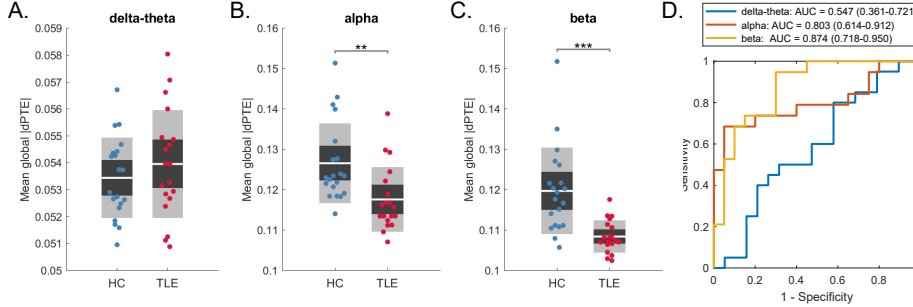 A.
delta-theta
Mean global |dPTE|
0.059
0.058
0.057
0.056
0.055
0.054
0.053
0.052
0.051
0.05
HC
TLE
B.
alpha
Mean global |dPTE|
0.16
0.15
0.14
0.13
0.12
0.11
0.1
**
HC
TLE
C.
beta
Mean global |dPTE|
0.16
0.15
0.14
0.13
0.12
0.11
0.1
***
HC
TLE
D.
delta-theta: AUC = 0.547 (0.361-0.721
alpha: AUC = 0.803 (0.614-0.912)
beta: AUC = 0.874 (0.718-0.950)
Sensitivity
1
0.8
0.6
0.4
0.2
0
0
0.2
0.4
0.6
0.8
1 - Specificity